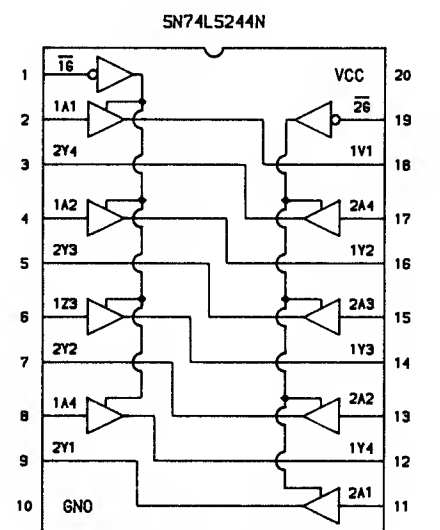 SN74LS244N
1 1G VCC 20
2 1A1 2G 19
3 2Y4 1V1 18
4 1A2 2A4 17
5 2Y3 1Y2 16
6 1Z3 2A3 15
7 2Y2 1Y3 14
8 1A4 2A2 13
9 2Y1 1Y4 12
10 GNO 2A1 11